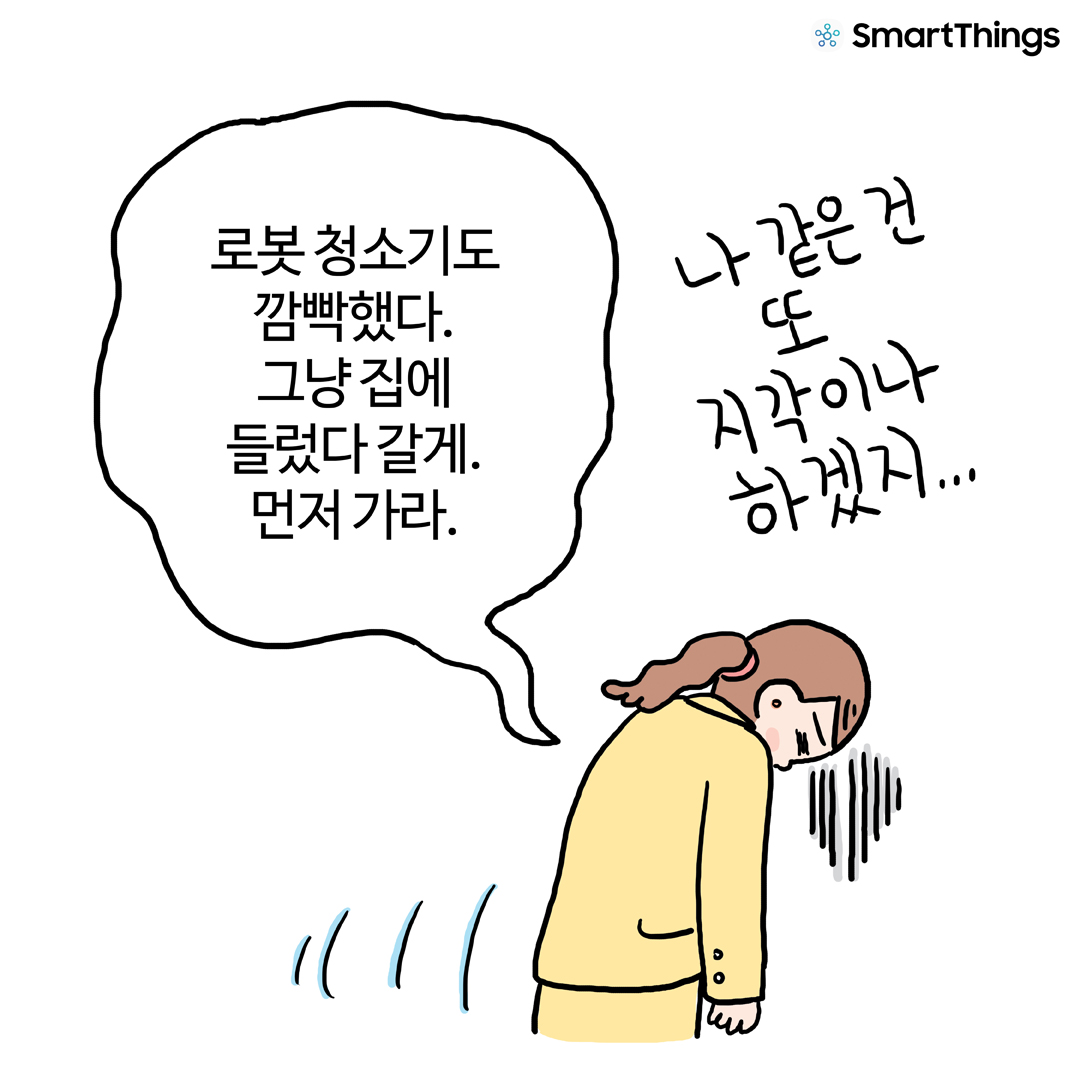 SmartThings
로봇 청소기도
깜빡했다.
그냥 집에
들렀다 갈게.
먼저 가라.
나 같은 건
또
지각이나
하겠지...